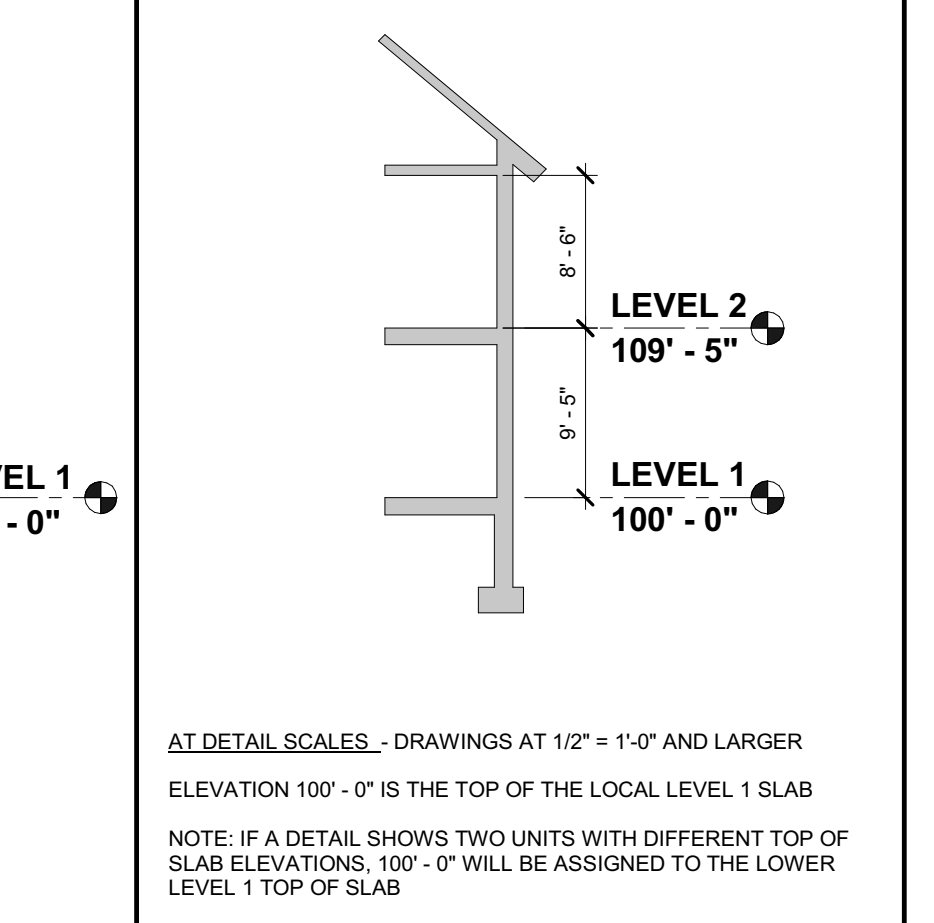 8' - 6"
LEVEL 2
109' - 5"
9' - 5"
VEL 1
- 0"
LEVEL 1
100' - 0"
AT DETAIL SCALES - DRAWINGS AT 1/2" = 1'-0" AND LARGER
ELEVATION 100' - 0" IS THE TOP OF THE LOCAL LEVEL 1 SLAB
NOTE: IF A DETAIL SHOWS TWO UNITS WITH DIFFERENT TOP OF
SLAB ELEVATIONS, 100' - 0" WILL BE ASSIGNED TO THE LOWER
LEVEL 1 TOP OF SLAB